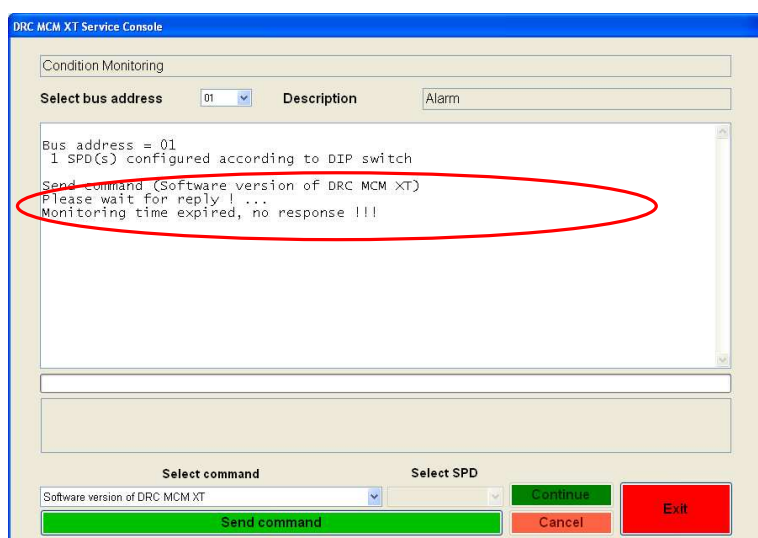 DRC MCM XT Service Console
Condition Monitoring
Select bus address 01 Description Alarm
Bus address = 01
1 SPD(s) configured according to DIP switch
Send command (Software version of DRC MCM XT)
Please wait for reply ! ...
Monitoring time expired, no response !!!
Select command Select SPD
Software version of DRC MCM XT
Continue
Exit
Send command
Cancel